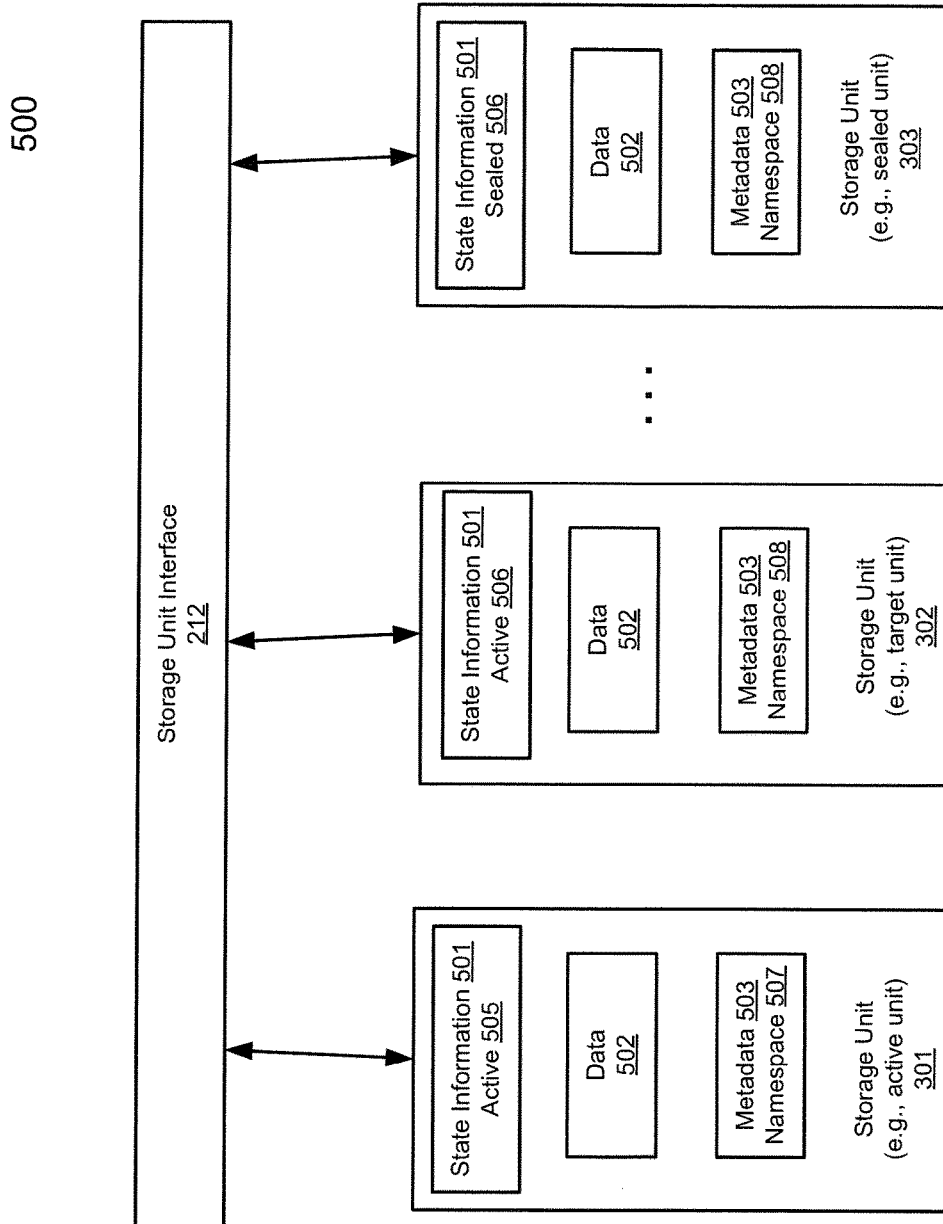 500
Storage Unit Interface
212
State Information 501
Active 505
Data
502
Metadata 503
Namespace 507
Storage Unit
(e.g., active unit)
301
State Information 501
Active 506
Data
502
Metadata 503
Namespace 508
Storage Unit
(e.g., target unit)
302
. . .
State Information 501
Sealed 506
Data
502
Metadata 503
Namespace 508
Storage Unit
(e.g., sealed unit)
303